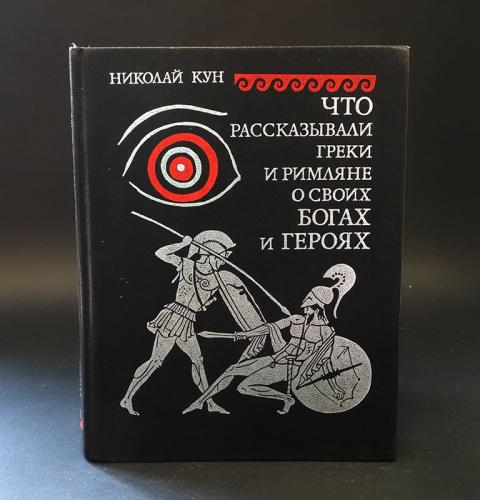 НИКОЛАЙ КУН
ЧТО
РАССКАЗЫВАЛИ
ГРЕКИ
И РИМЛЯНЕ
О СВОИХ
БОГАХ
И ГЕРОЯХ